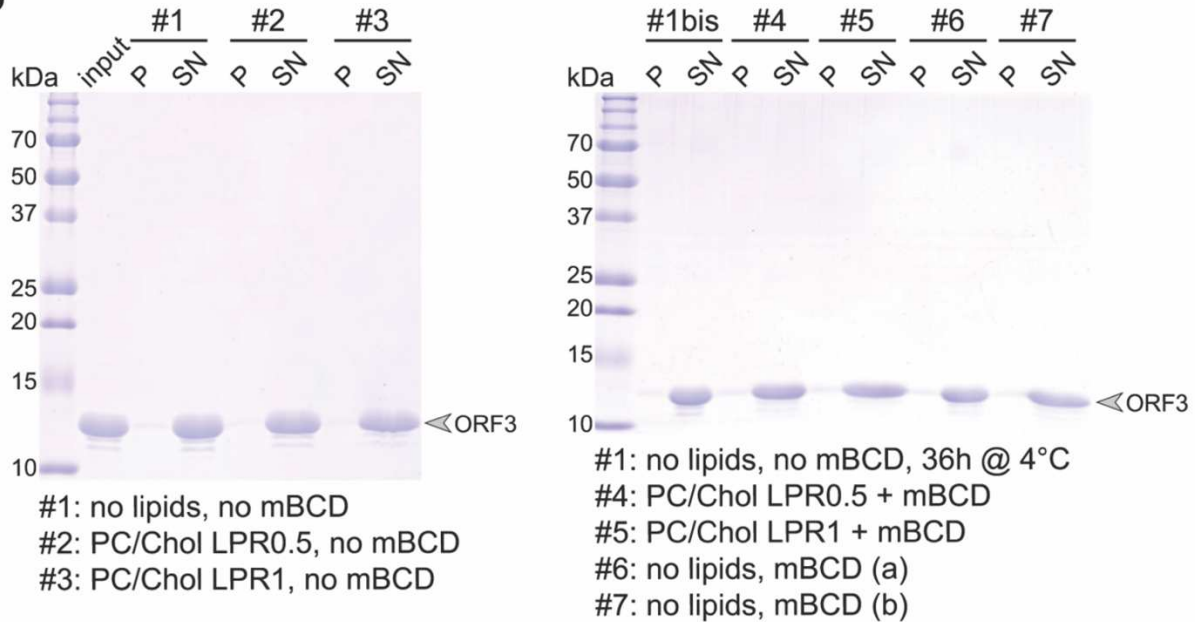 #1 #2 #3
kDa input P SN P SN P SN
70
50
37
25
20
15
10
ORF3
#1: no lipids, no mBCD
#2: PC/Chol LPR0.5, no mBCD
#3: PC/Chol LPR1, no mBCD
#1bis #4 #5 #6 #7
kDa P SN P SN P SN P SN P SN
70
50
37
25
20
15
10
ORF3
#1: no lipids, no mBCD, 36h @ 4°C
#4: PC/Chol LPR0.5 + mBCD
#5: PC/Chol LPR1 + mBCD
#6: no lipids, mBCD (a)
#7: no lipids, mBCD (b)